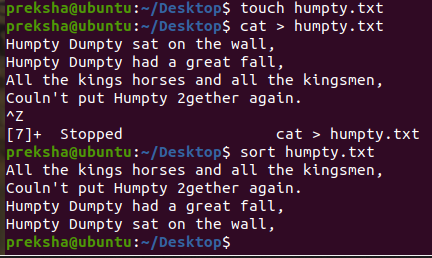 preksha@ubuntu:~/Desktop$ touch humpty.txt
preksha@ubuntu:~/Desktop$ cat > humpty.txt
Humpty Dumpty sat on the wall,
Humpty Dumpty had a great fall,
All the kings horses and all the kingsmen,
Couln't put Humpty 2gether again.
^Z
[7]+  Stopped                 cat > humpty.txt
preksha@ubuntu:~/Desktop$ sort humpty.txt
All the kings horses and all the kingsmen,
Couln't put Humpty 2gether again.
Humpty Dumpty had a great fall,
Humpty Dumpty sat on the wall,
preksha@ubuntu:~/Desktop$